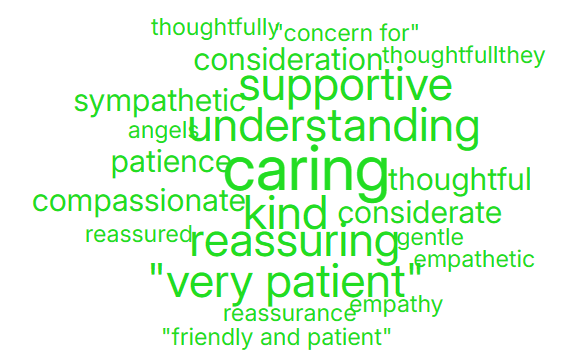 thoughtfully "concern for"
consideration thoughtfullthey
supportive
sympathetic
understanding
angels
patience caring thoughtful
compassionate kind considerate
reassured reassuring gentle
empathetic
"very patient"
reassurance empathy
"friendly and patient"